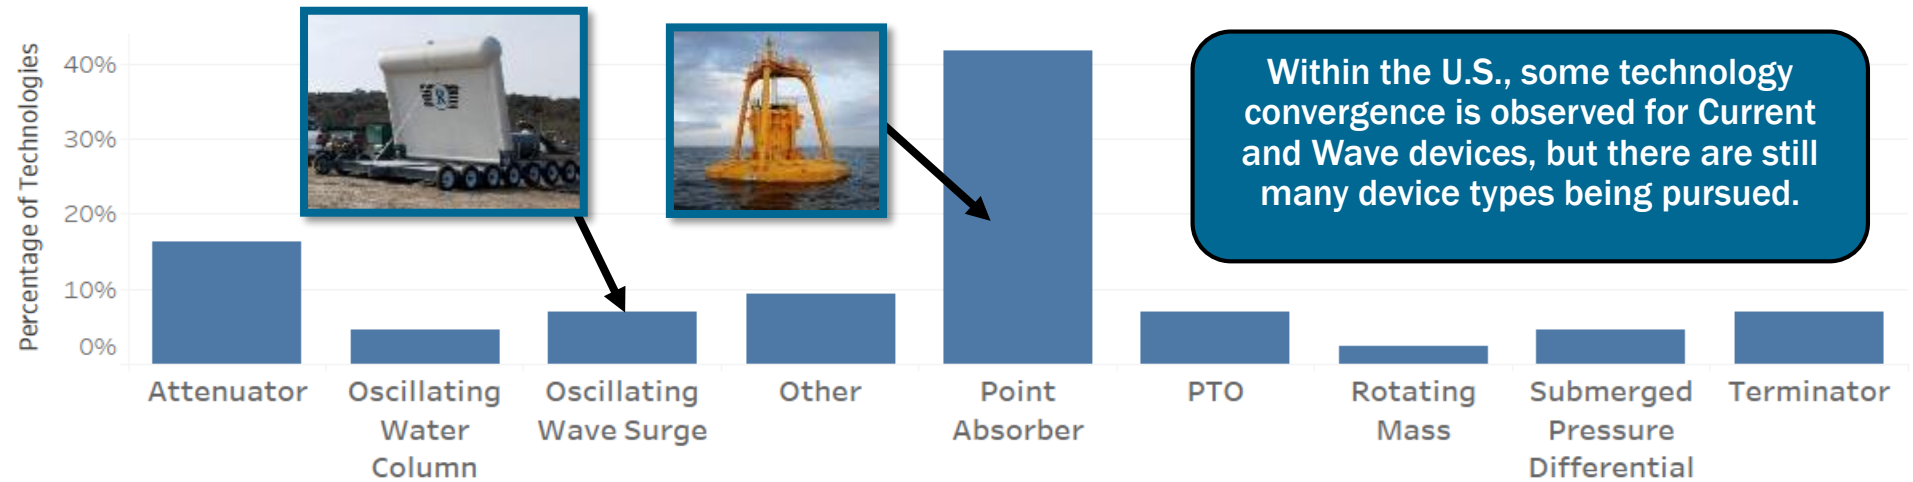 Percentage of Technologies
40%
30%
20%
10%
0%
Within the U.S., some technology
convergence is observed for Current
and Wave devices, but there are still
many device types being pursued.
Attenuator
Oscillating
Water
Column
Oscillating
Wave Surge
Other
Point
Absorber
PTO
Rotating
Mass
Submerged
Pressure
Differential
Terminator